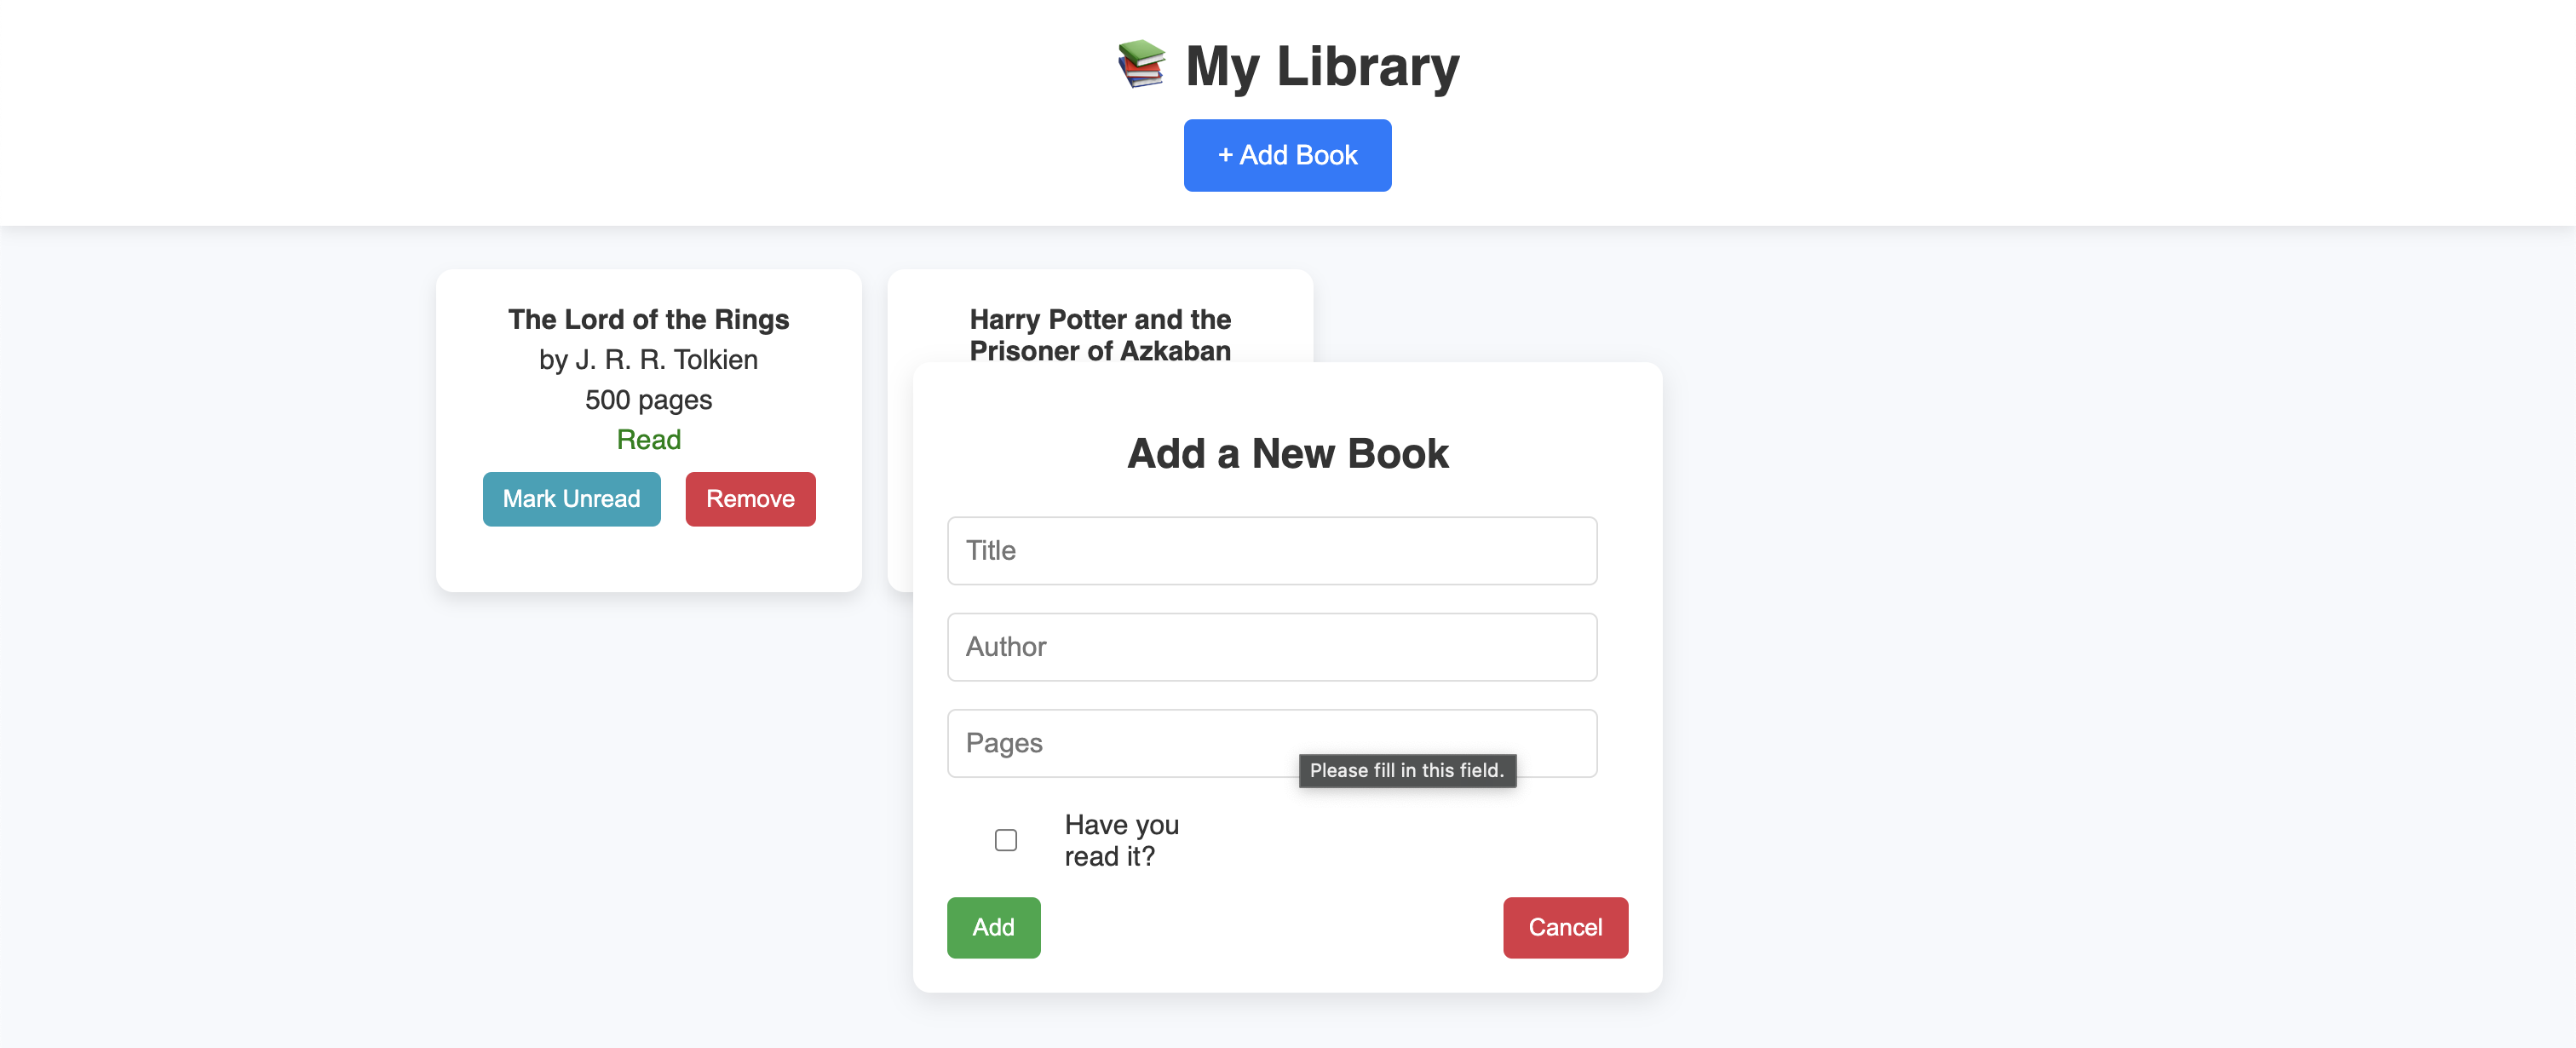 My Library
+ Add Book
The Lord of the Rings
by J. R. R. Tolkien
500 pages
Read
Mark Unread
Remove
Harry Potter and the
Prisoner of Azkaban
Add a New Book
Title
Author
Pages
Please fill in this field.
Have you
read it?
Add
Cancel